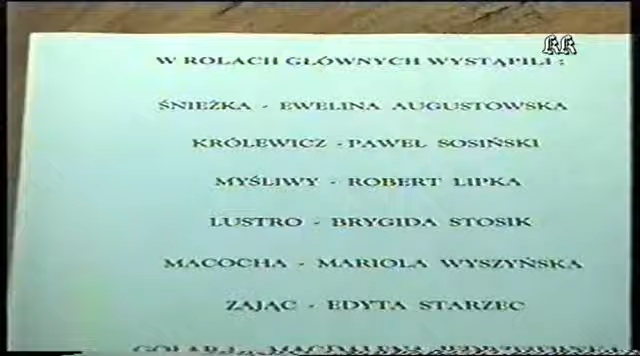 KK
W ROLACH GŁÓWNYCH WYSTĄPILI :
ŚNIEŻKA - EWELINA AUGUSTOWSKA
KRÓLEWICZ - PAWEŁ SOSIŃSKI
MYŚLIWY - ROBERT LIPKA
LUSTRO - BRYGIDA STOSIK
MACOCHA - MARIOLA WYSZYŃSKA
ZAJĄC - EDYTA STARZEC